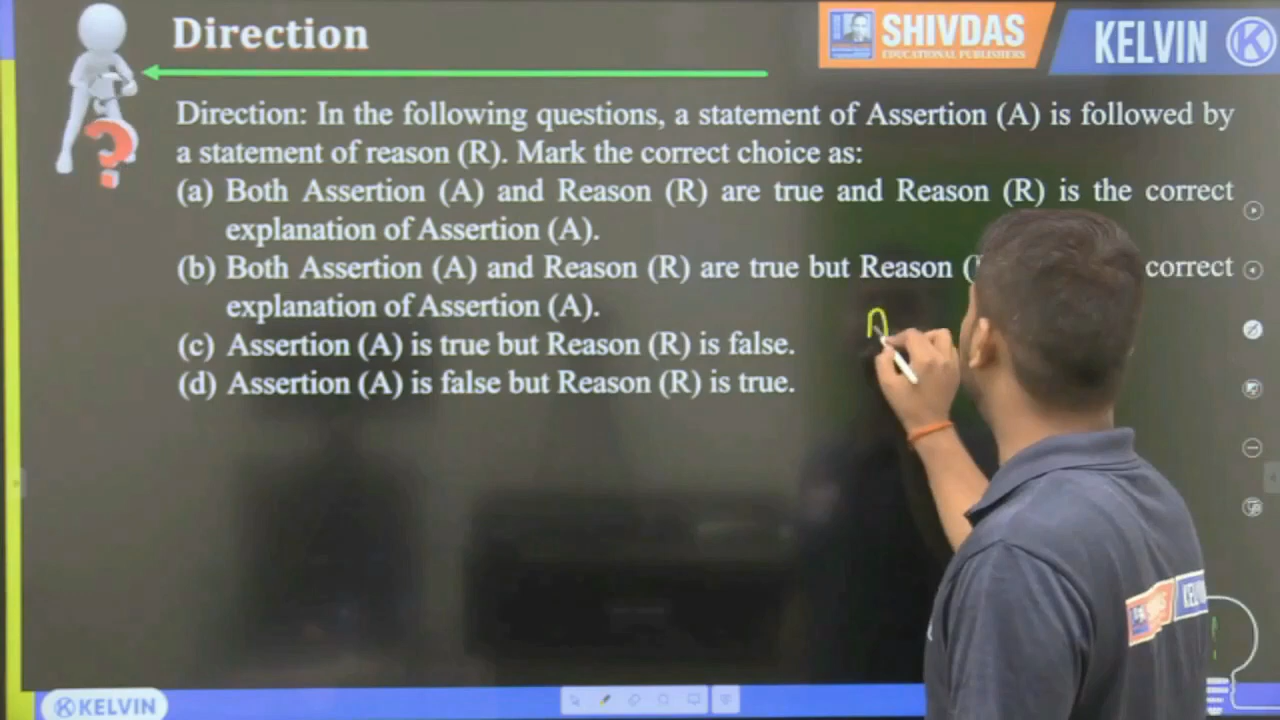 Direction
SHIVDAS
EDUCATIONAL PUBLISHERS
KELVIN
Direction: In the following questions, a statement of Assertion (A) is followed by
a statement of reason (R). Mark the correct choice as:
(a) Both Assertion (A) and Reason (R) are true and Reason (R) is the correct
explanation of Assertion (A).
(b) Both Assertion (A) and Reason (R) are true but Reason ( correct
explanation of Assertion (A).
(c) Assertion (A) is true but Reason (R) is false.
(d) Assertion (A) is false but Reason (R) is true.
KELVIN